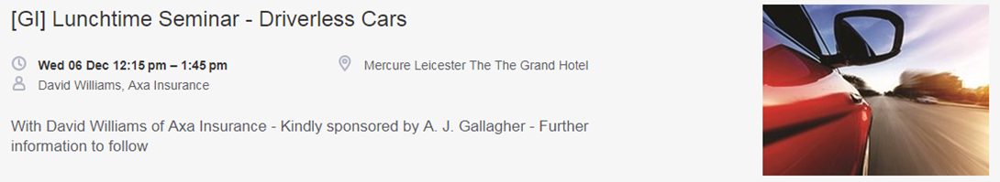 [GI] Lunchtime Seminar - Driverless Cars
Wed 06 Dec 12:15 pm – 1:45 pm
Mercure Leicester The The Grand Hotel
David Williams, Axa Insurance
With David Williams of Axa Insurance - Kindly sponsored by A. J. Gallagher - Further
information to follow